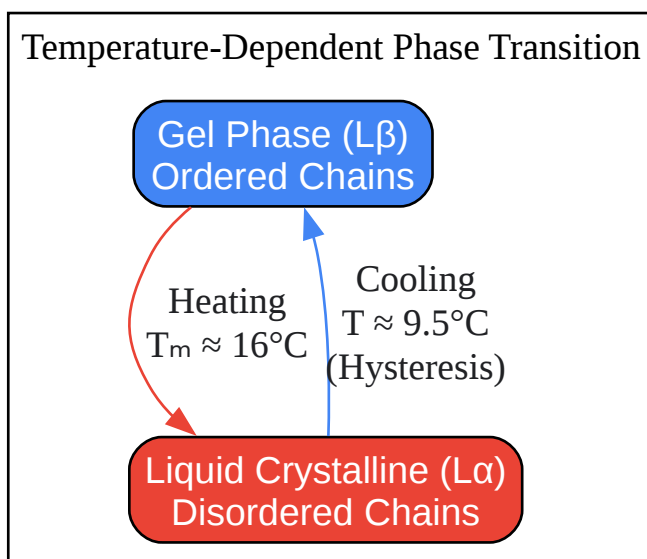 Temperature-Dependent Phase Transition
Gel Phase (Lβ)
Ordered Chains
Heating
Tₘ ≈ 16°C
Cooling
T ≈ 9.5°C
(Hysteresis)
Liquid Crystalline (Lα)
Disordered Chains